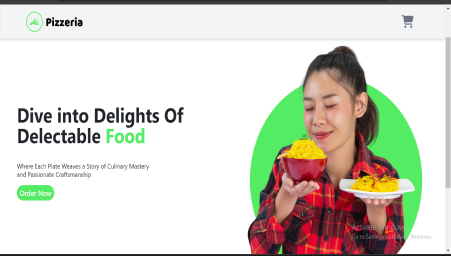 Pizzeria
Dive into Delights Of
Delectable Food
Where Each Plate Weaves a Story of Culinary Mastery
and Passionate Craftsmanship
Order Now
Activate Windows
Go to Settings to activate Windows.